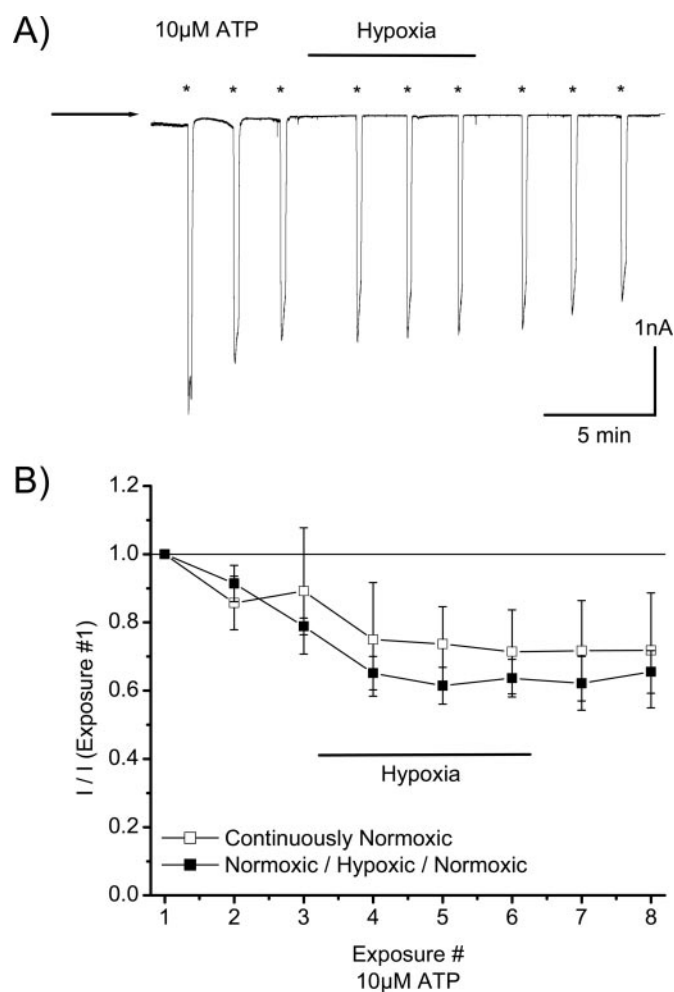 A)
10µM ATP
Hypoxia
* * * * * * * * *
1nA
5 min
B)
I / I (Exposure #1)
1.2
1.0
0.8
0.6
0.4
0.2
0.0
Hypoxia
Continuously Normoxic
Normoxic / Hypoxic / Normoxic
1 2 3 4 5 6 7 8
Exposure #
10µM ATP